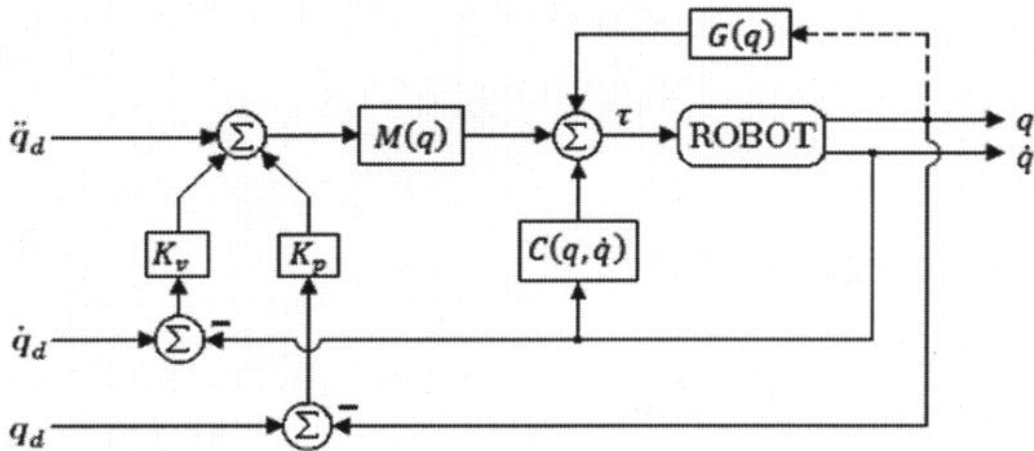 G(q)
q̈_d Σ M(q) Σ τ ROBOT q
q̇
K_v K_p C(q, q̇)
q̇_d Σ −
q_d Σ −